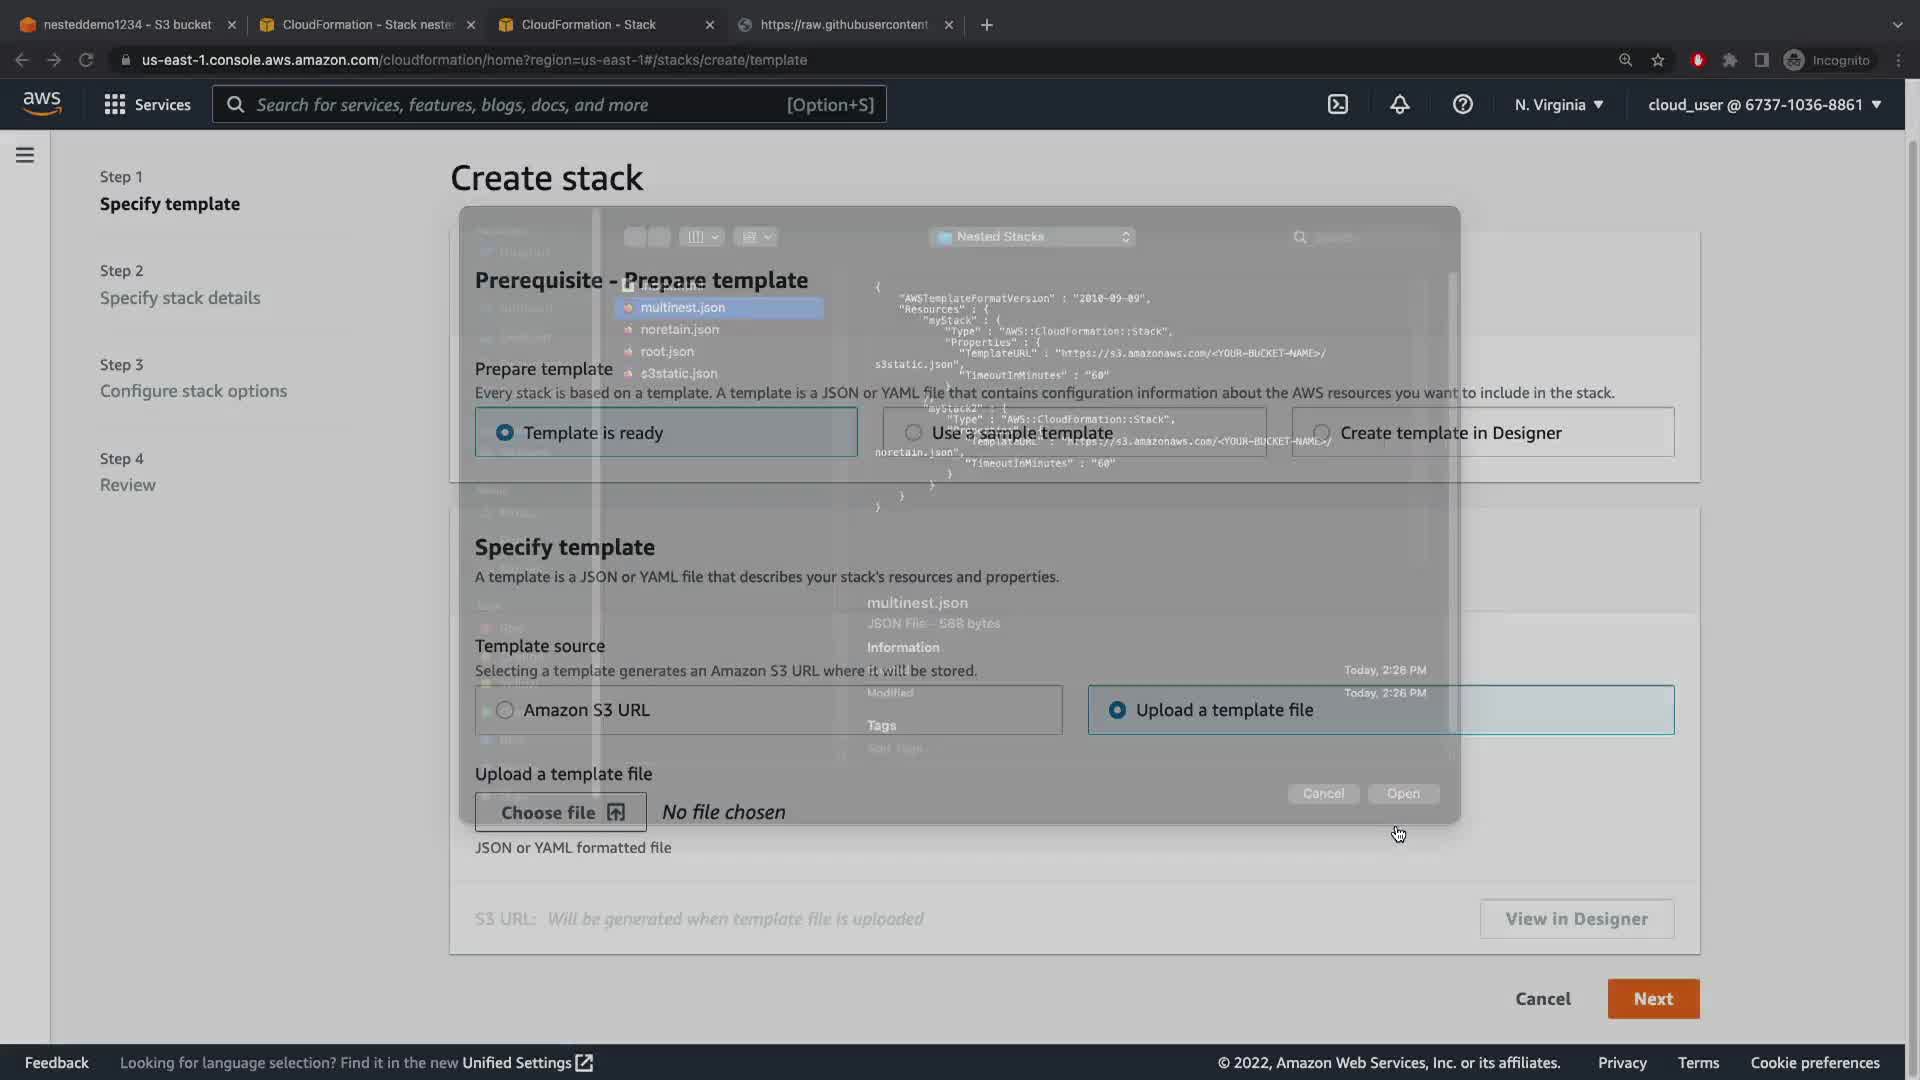 nesteddemo1234 - S3 bucket
CloudFormation - Stack neste
CloudFormation - Stack
https://raw.githubusercontent
us-east-1.console.aws.amazon.com/cloudformation/home?region=us-east-1#/stacks/create/template
Incognito
aws
Services
Search for services, features, blogs, docs, and more
[Option+S]
N. Virginia
cloud_user @ 6737-1036-8861
Step 1
Specify template
Step 2
Specify stack details
Step 3
Configure stack options
Step 4
Review
Create stack
Nested Stacks
Search
Prerequisite - Prepare template
multinest.json
noretain.json
root.json
s3static.json
{
"AWSTemplateFormatVersion" : "2010-09-09",
"Resources" : {
"myStack" : {
"Type" : "AWS::CloudFormation::Stack",
"Properties" : {
"TemplateURL" : "https://s3.amazonaws.com/<YOUR-BUCKET-NAME>/
s3static.json",
"TimeoutInMinutes" : "60"
}
},
"myStack2" : {
"Type" : "AWS::CloudFormation::Stack",
"Properties" : {
"TemplateURL" : "https://s3.amazonaws.com/<YOUR-BUCKET-NAME>/
noretain.json",
"TimeoutInMinutes" : "60"
}
}
}
}
Prepare template
Every stack is based on a template. A template is a JSON or YAML file that contains configuration information about the AWS resources you want to include in the stack.
Template is ready
Use a sample template
Create template in Designer
Specify template
A template is a JSON or YAML file that describes your stack's resources and properties.
multinest.json
JSON File - 588 bytes
Information
Today, 2:26 PM
Modified
Today, 2:26 PM
Tags
Template source
Selecting a template generates an Amazon S3 URL where it will be stored.
Amazon S3 URL
Upload a template file
Upload a template file
Choose file
No file chosen
JSON or YAML formatted file
Cancel
Open
S3 URL: Will be generated when template file is uploaded
View in Designer
Cancel
Next
Feedback
Looking for language selection? Find it in the new Unified Settings
© 2022, Amazon Web Services, Inc. or its affiliates.
Privacy
Terms
Cookie preferences